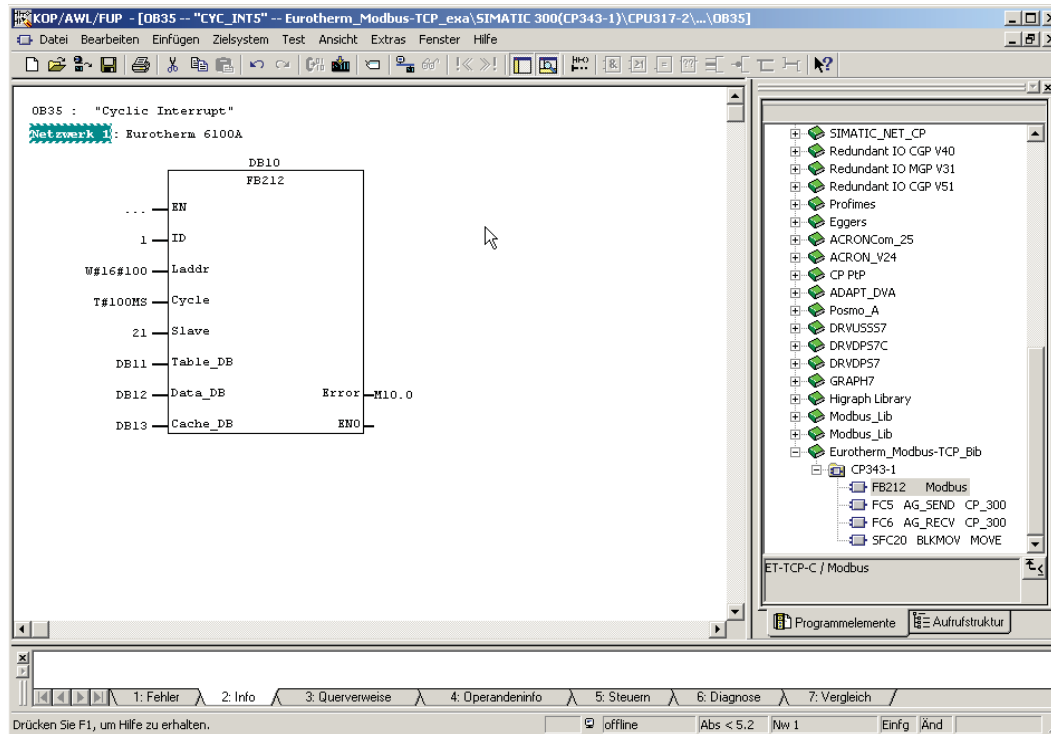 KOP/AWL/FUP - [OB35 -- "CYC_INT5" -- Eurotherm_Modbus-TCP_exa\SIMATIC 300(CP343-1)\CPU317-2\...\OB35]
Datei Bearbeiten Einfügen Zielsystem Test Ansicht Extras Fenster Hilfe
OB35 : "Cyclic Interrupt"
Netzwerk 1: Eurotherm 6100A
DB10
FB212
... EN
1 ID
W#16#100 Laddr
T#100MS Cycle
21 Slave
DB11 Table_DB
DB12 Data_DB Error M10.0
DB13 Cache_DB ENO
SIMATIC_NET_CP
Redundant IO CGP V40
Redundant IO MGP V31
Redundant IO CGP V51
Profimes
Eggers
ACRONCom_25
ACRON_V24
CP PtP
ADAPT_DVA
Posmo_A
DRVUSSS7
DRVDPS7C
DRVDPS7
GRAPH7
Higraph Library
Modbus_Lib
Modbus_Lib
Eurotherm_Modbus-TCP_Bib
CP343-1
FB212 Modbus
FC5 AG_SEND CP_300
FC6 AG_RECV CP_300
SFC20 BLKMOV MOVE
ET-TCP-C / Modbus
Programmelemente Aufrufstruktur
1: Fehler 2: Info 3: Querverweise 4: Operandeninfo 5: Steuern 6: Diagnose 7: Vergleich
Drücken Sie F1, um Hilfe zu erhalten. offline Abs < 5.2 Nw 1 Einfg Änd